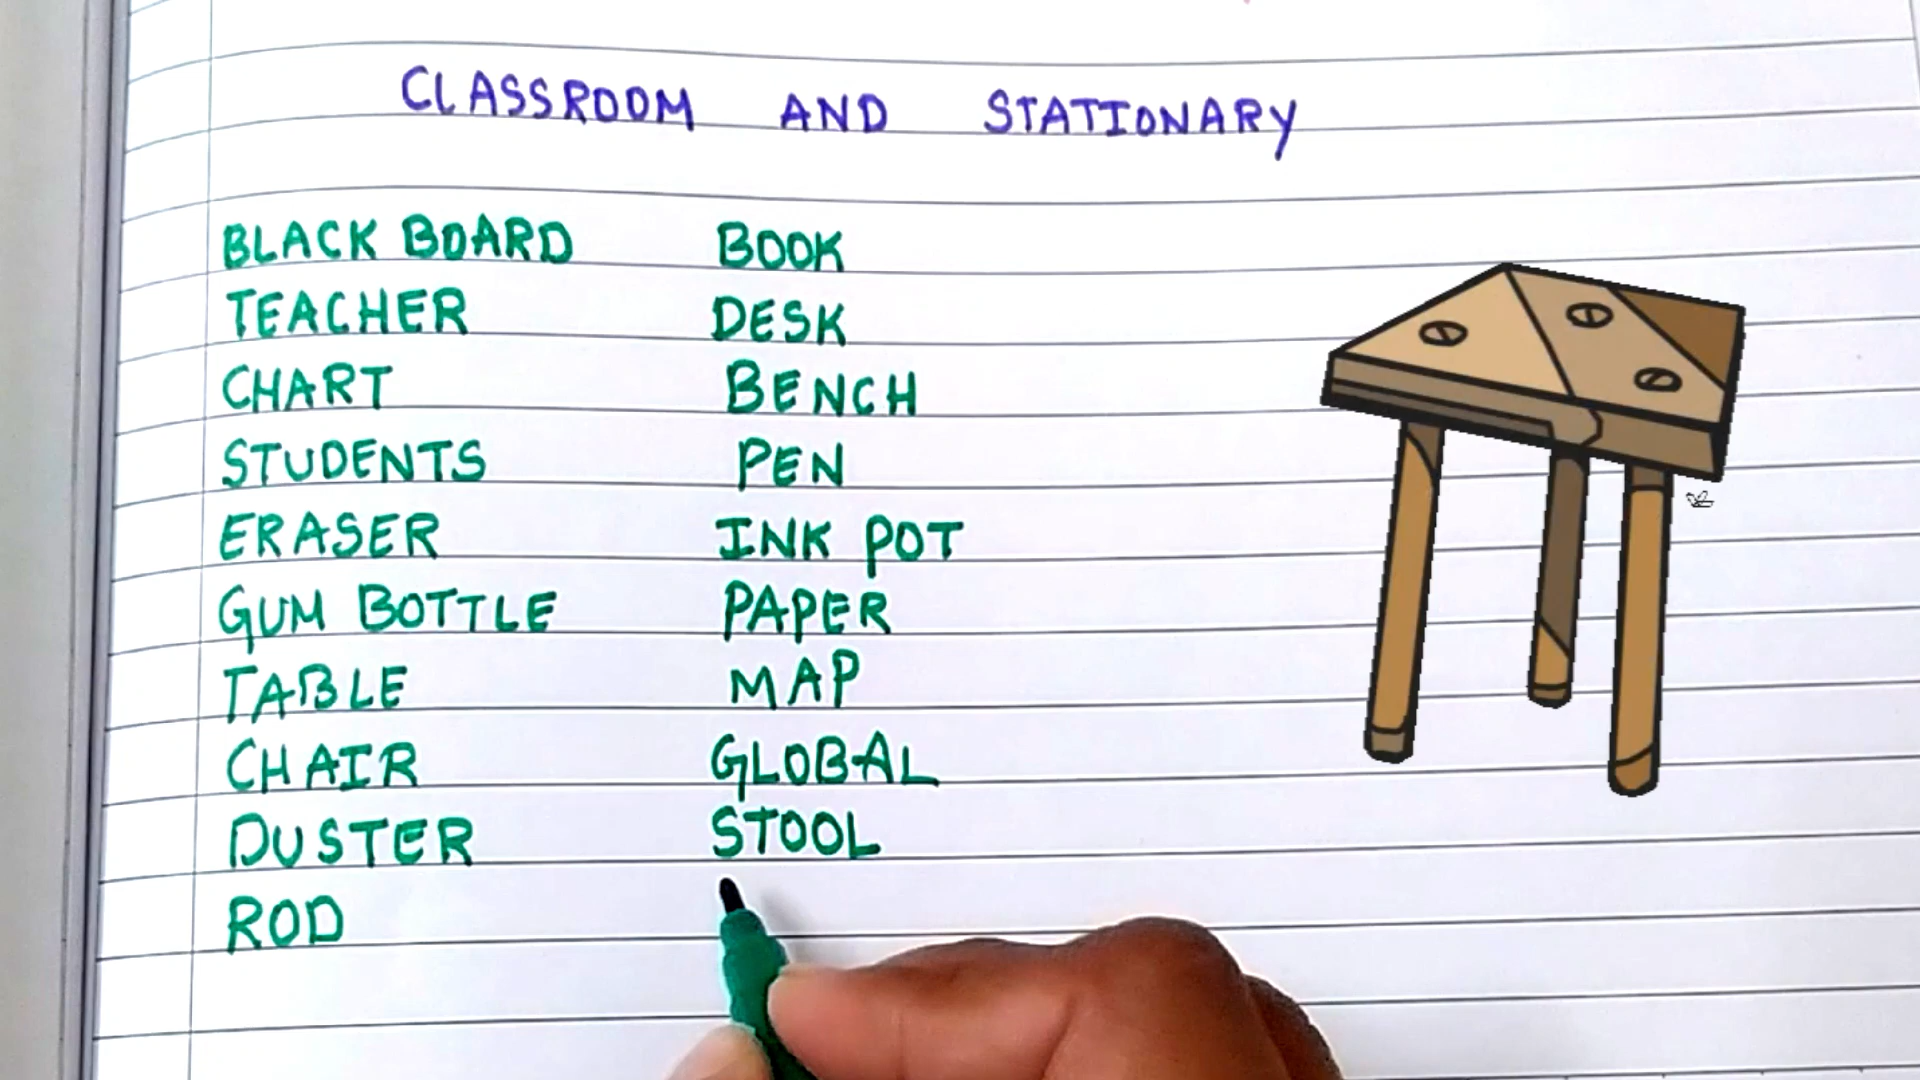 CLASSROOM AND STATIONARY
BLACK BOARD BOOK
TEACHER DESK
CHART BENCH
STUDENTS PEN
ERASER INK POT
GUM BOTTLE PAPER
TABLE MAP
CHAIR GLOBAL
DUSTER STOOL
ROD